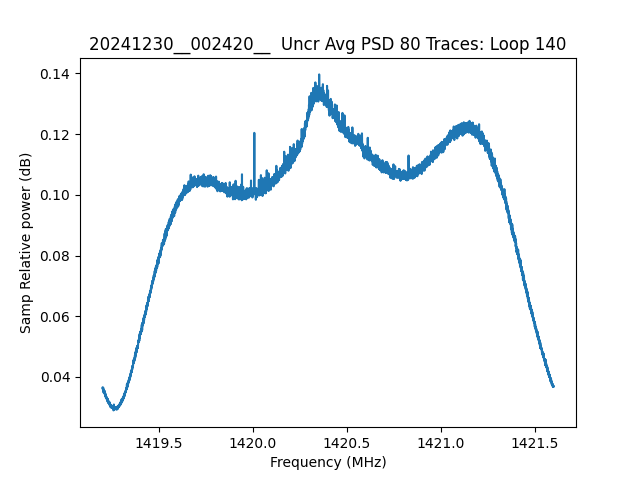 20241230__002420__  Uncr Avg PSD 80 Traces: Loop 140
0.14
0.12
0.10
0.08
0.06
0.04
Samp Relative power (dB)
1419.5 1420.0 1420.5 1421.0 1421.5
Frequency (MHz)